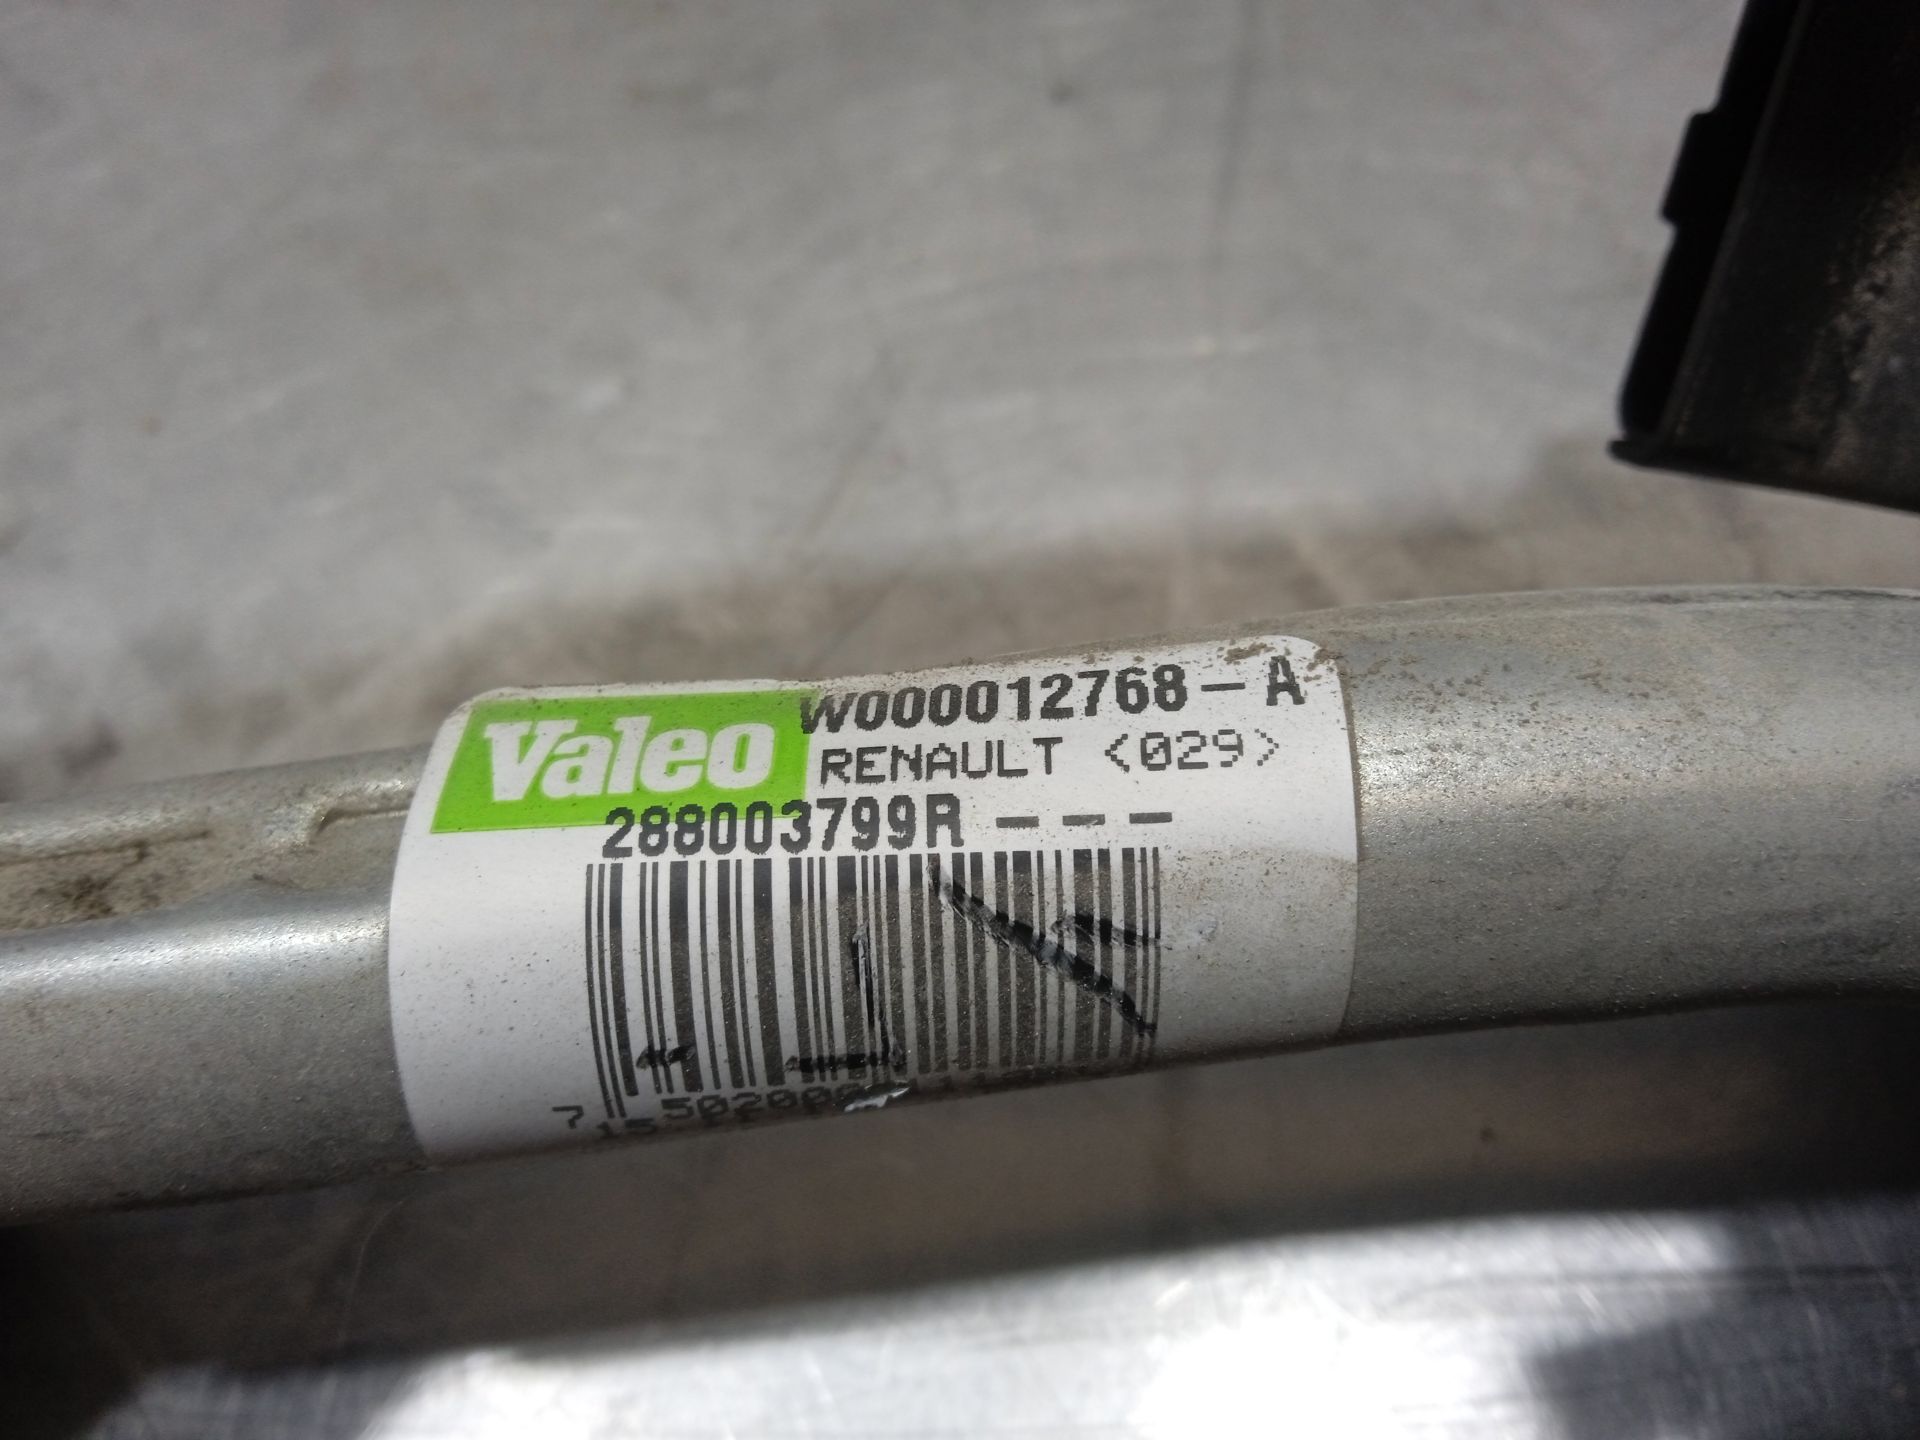 Valeo W000012768-A
RENAULT <029>
288003799R ---